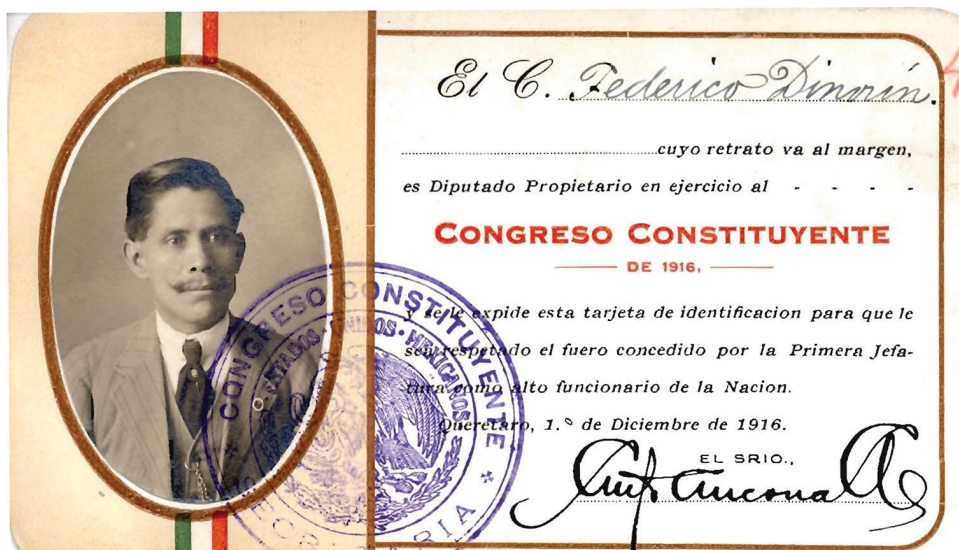 El C. Federico Dinorín.
cuyo retrato va al margen,
es Diputado Propietario en ejercicio al - - - -
CONGRESO CONSTITUYENTE
DE 1916,
y se le expide esta tarjeta de identificacion para que le
sea respetado el fuero concedido por la Primera Jefa-
tura como alto funcionario de la Nacion.
Querétaro, 1.º de Diciembre de 1916.
EL SRIO.,
Ancona A
CONGRESO CONSTITUYENTE
ESTADOS·UNIDOS·MEXICANOS